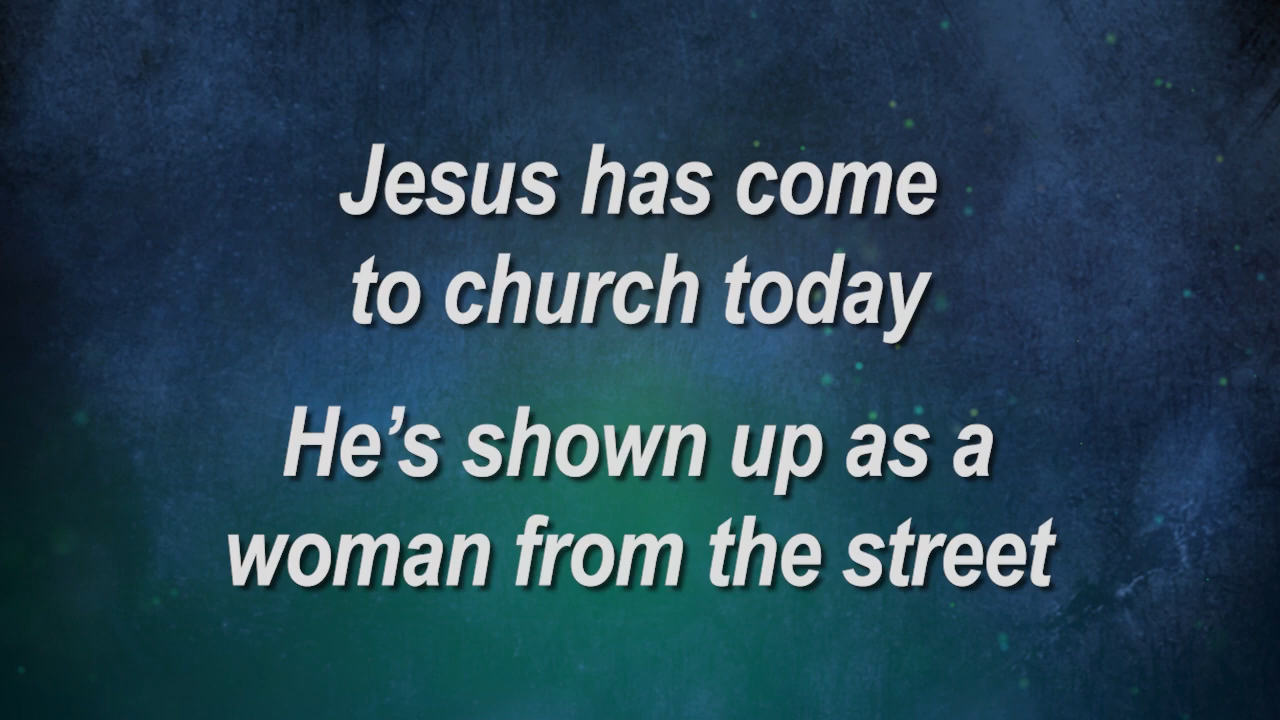 Jesus has come
to church today
He’s shown up as a
woman from the street